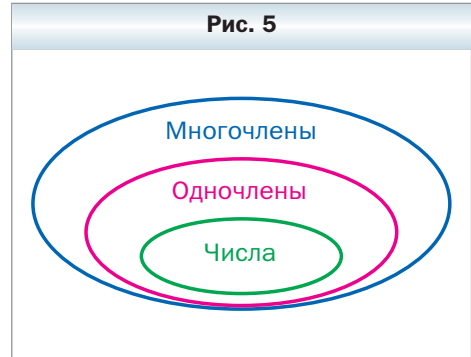 Рис. 5
Многочлены
Одночлены
Числа